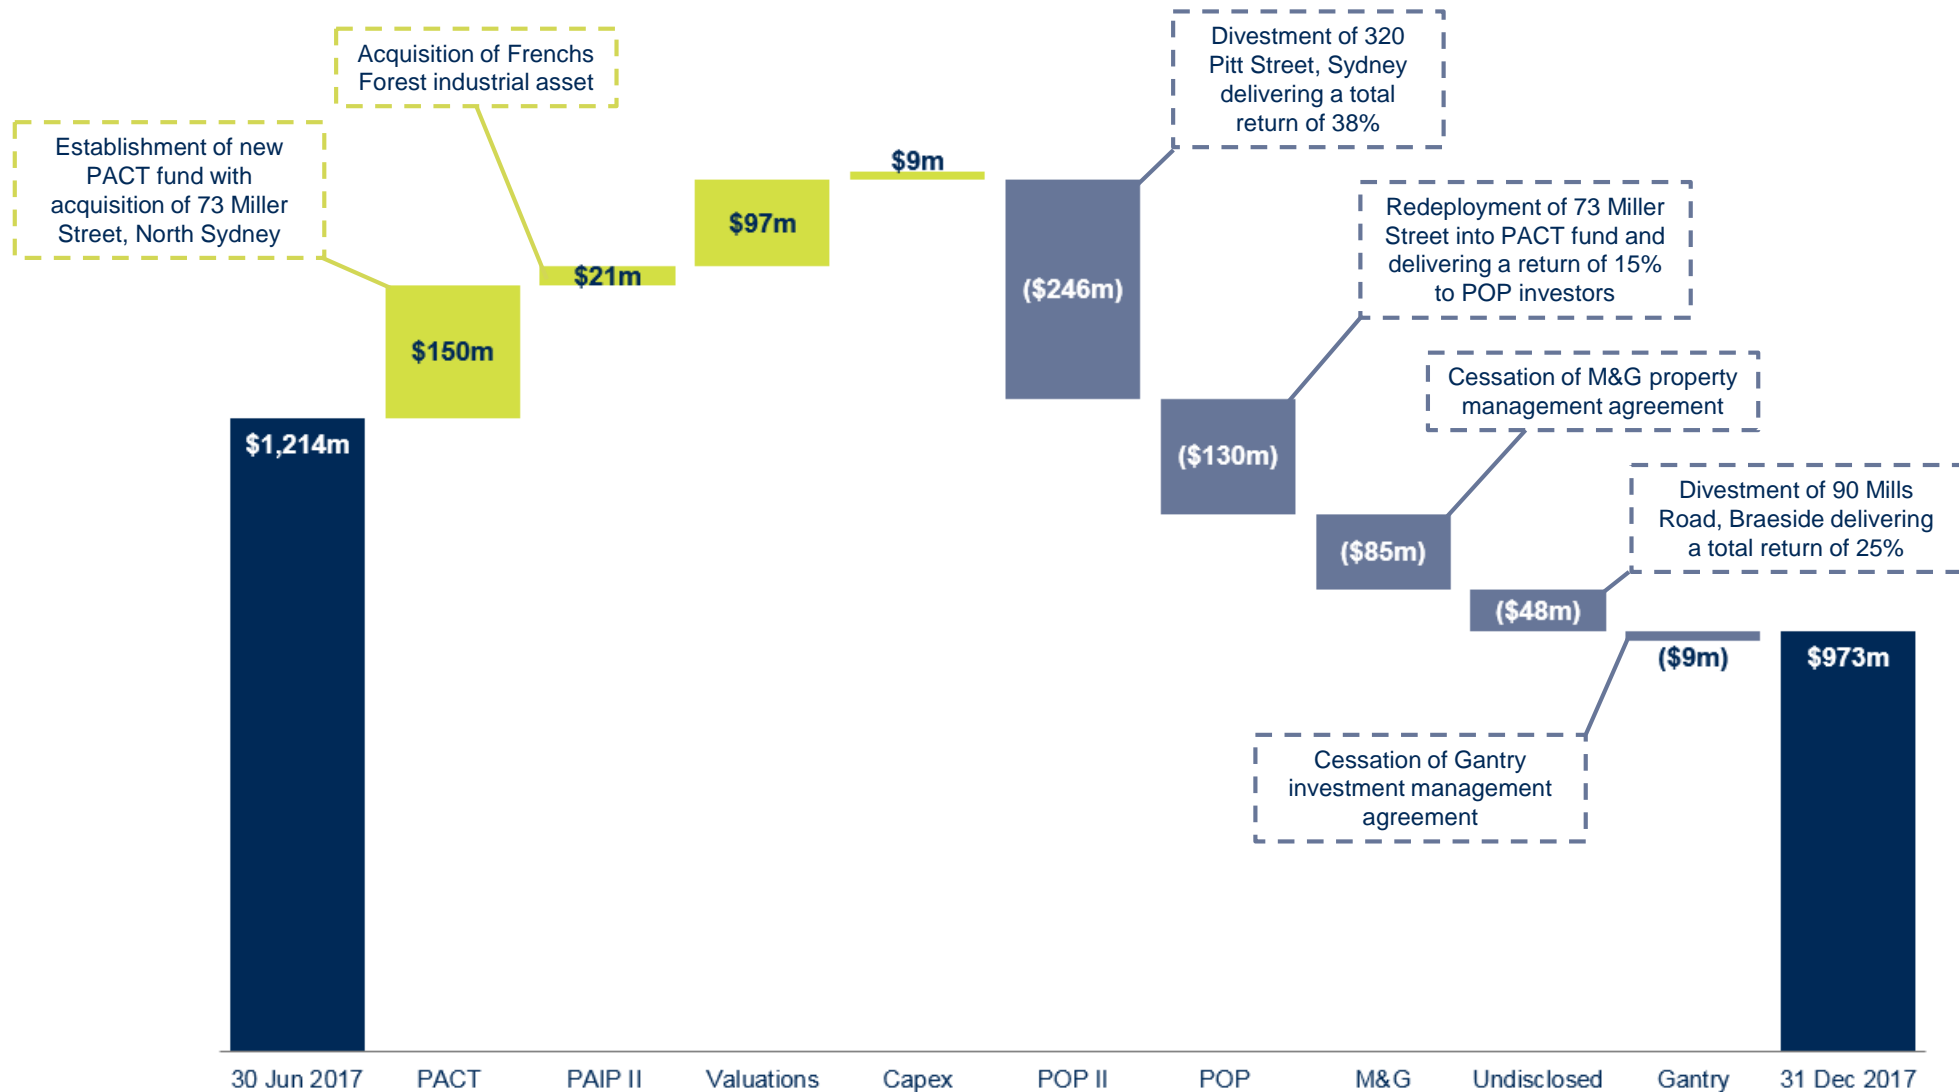 Acquisition of Frenchs
Forest industrial asset
Establishment of new
PACT fund with
acquisition of 73 Miller
Street, North Sydney
Divestment of 320
Pitt Street, Sydney
delivering a total
return of 38%
Redeployment of 73 Miller
Street into PACT fund and
delivering a return of 15%
to POP investors
Cessation of M&G property
management agreement
Divestment of 90 Mills
Road, Braeside delivering
a total return of 25%
Cessation of Gantry
investment management
agreement
$1,214m
$150m
$21m
$97m
$9m
($246m)
($130m)
($85m)
($48m)
($9m)
$973m
30 Jun 2017
PACT
PAIP II
Valuations
Capex
POP II
POP
M&G
Undisclosed
Gantry
31 Dec 2017